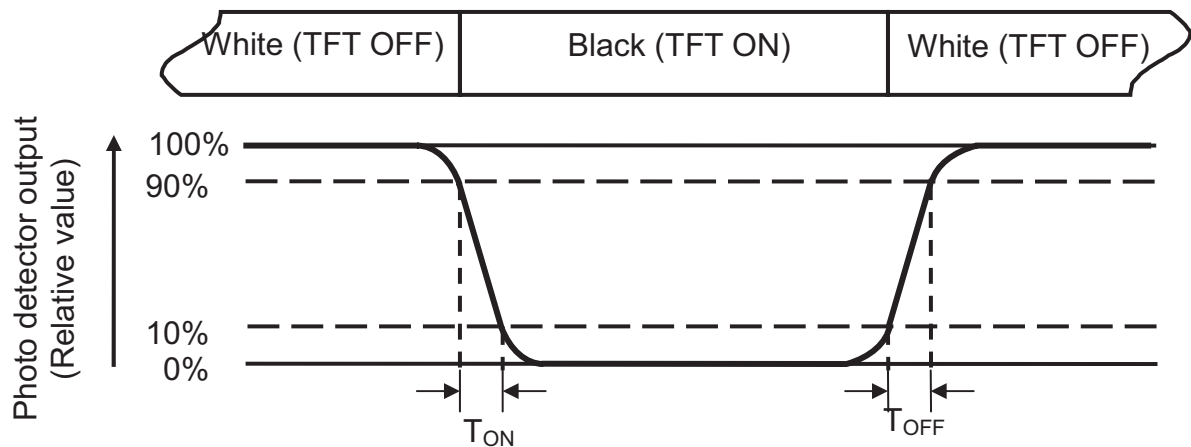 White (TFT OFF)
Black (TFT ON)
White (TFT OFF)
Photo detector output
(Relative value)
100%
90%
10%
0%
TON
TOFF